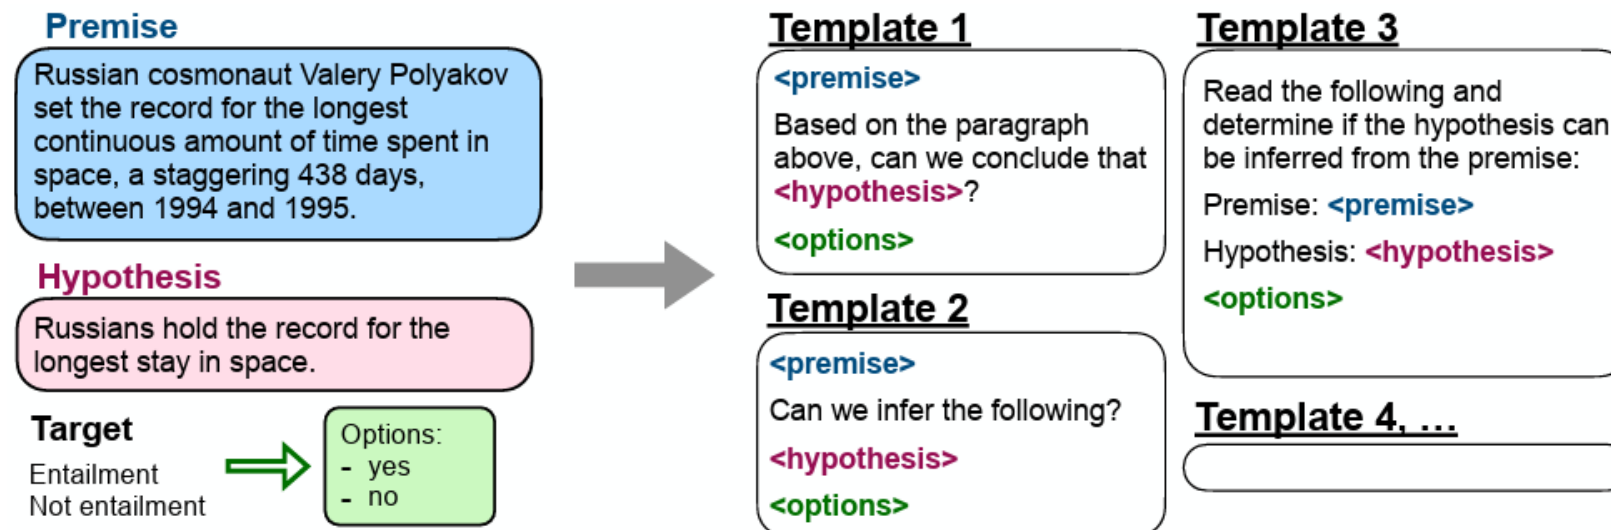 Premise
Russian cosmonaut Valery Polyakov
set the record for the longest
continuous amount of time spent in
space, a staggering 438 days,
between 1994 and 1995.
Hypothesis
Russians hold the record for the
longest stay in space.
Target
Entailment
Not entailment
Options:
- yes
- no
Template 1
<premise>
Based on the paragraph
above, can we conclude that
<hypothesis>?
<options>
Template 2
<premise>
Can we infer the following?
<hypothesis>
<options>
Template 3
Read the following and
determine if the hypothesis can
be inferred from the premise:
Premise: <premise>
Hypothesis: <hypothesis>
<options>
Template 4, ...